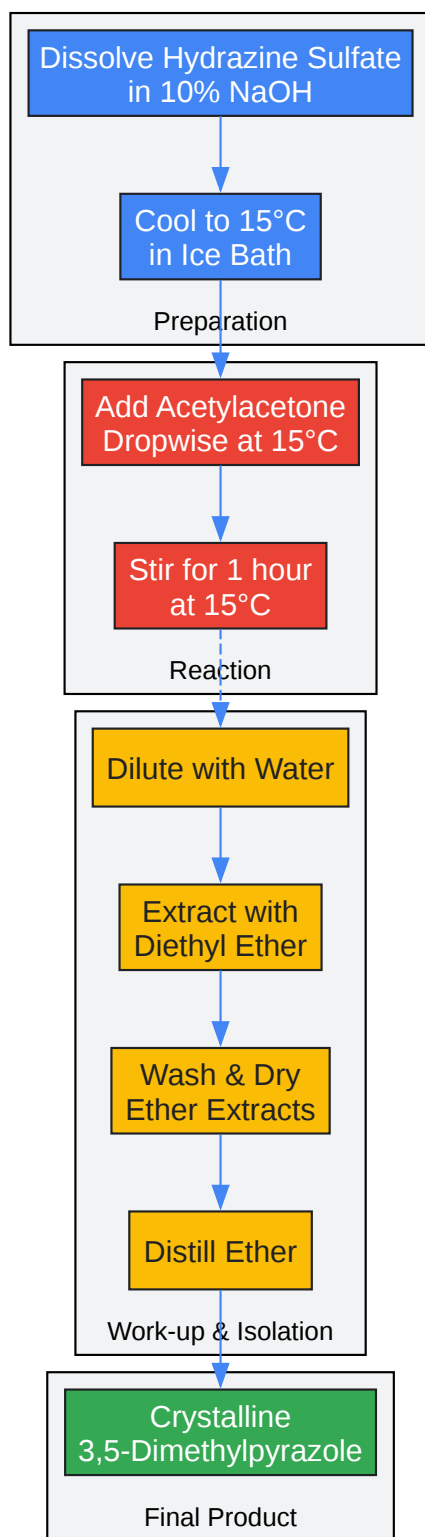 Dissolve Hydrazine Sulfate
in 10% NaOH
Cool to 15°C
in Ice Bath
Preparation
Add Acetylacetone
Dropwise at 15°C
Stir for 1 hour
at 15°C
Reaction
Dilute with Water
Extract with
Diethyl Ether
Wash & Dry
Ether Extracts
Distill Ether
Work-up & Isolation
Crystalline
3,5-Dimethylpyrazole
Final Product